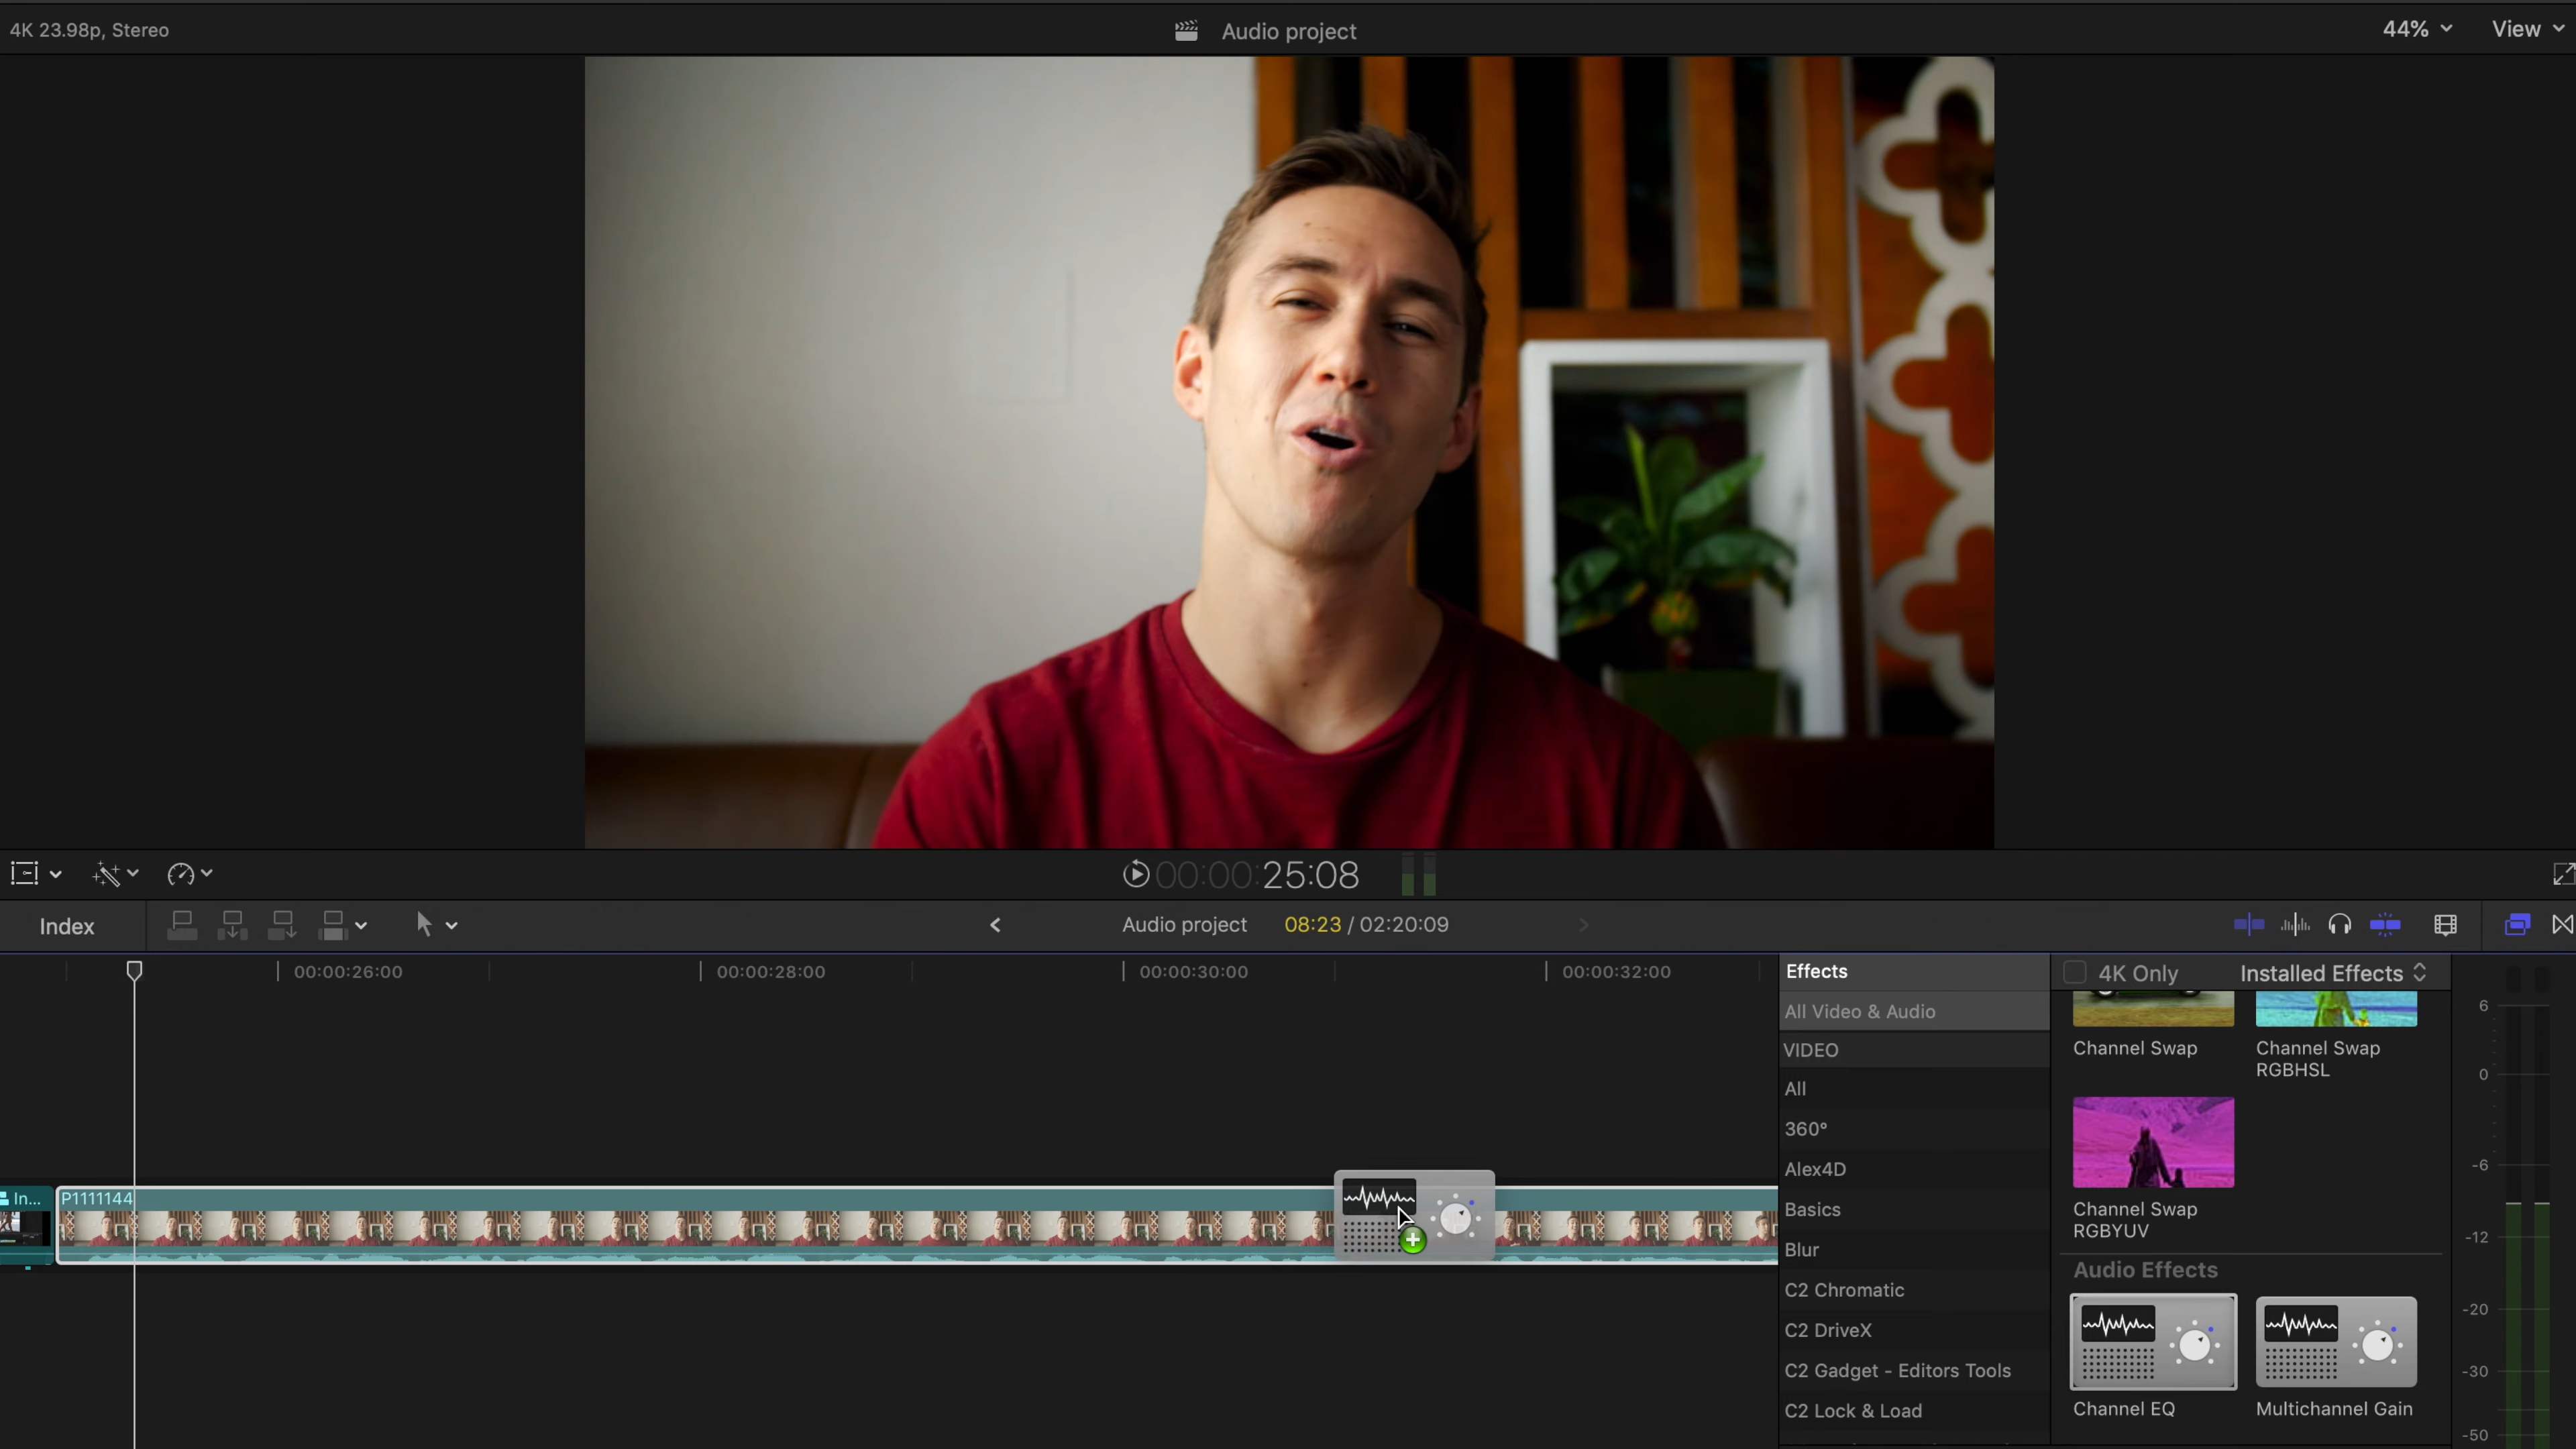 4K 23.98p, Stereo
Audio project
44%
View
00:00:00:25:08
Index
Audio project
08:23 / 02:20:09
00:00:26:00
00:00:28:00
00:00:30:00
00:00:32:00
In...
P1111144
Effects
All Video & Audio
VIDEO
All
360°
Alex4D
Basics
Blur
C2 Chromatic
C2 DriveX
C2 Gadget - Editors Tools
C2 Lock & Load
4K Only
Installed Effects
Channel Swap
Channel Swap
RGBHSL
Channel Swap
RGBYUV
Audio Effects
Channel EQ
Multichannel Gain
6
0
-6
-12
-20
-30
-50